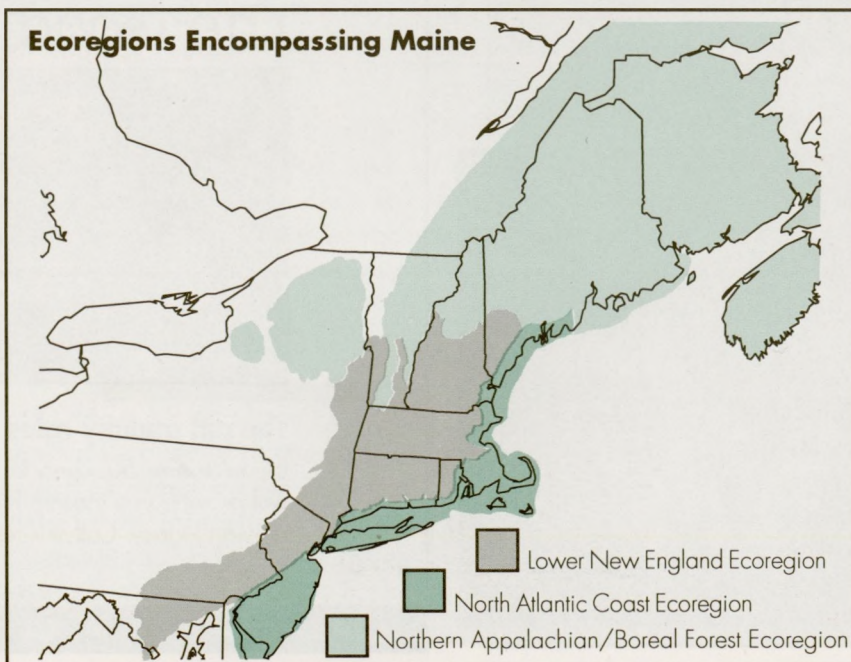 Ecoregions Encompassing Maine
Lower New England Ecoregion
North Atlantic Coast Ecoregion
Northern Appalachian/Boreal Forest Ecoregion